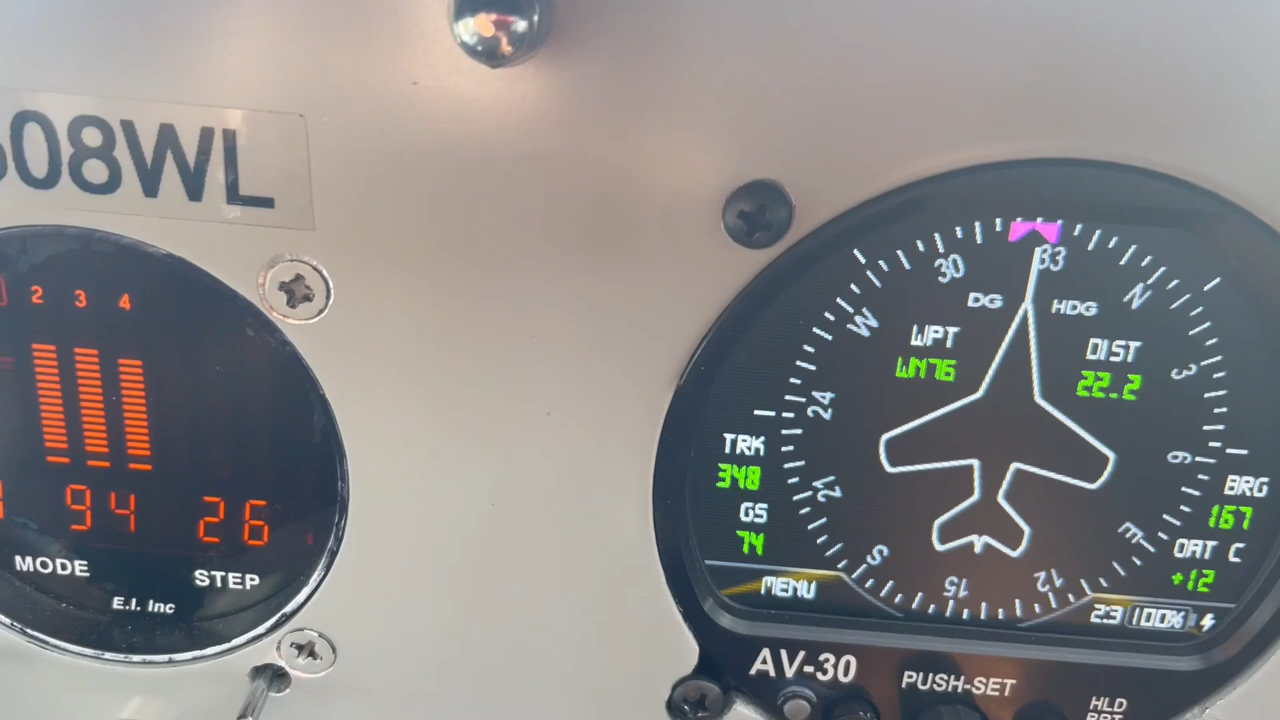 08WL
2 3 4
94 26
MODE STEP
E.I. Inc
33
30
N
DG HDG
W
WPT DIST
WM76 22.2
3
24
TRK
348
6
BRG
167
21
GS
74
E
OAT C
+12
S
15
12
MENU
23 100%
AV-30
PUSH-SET
HLD